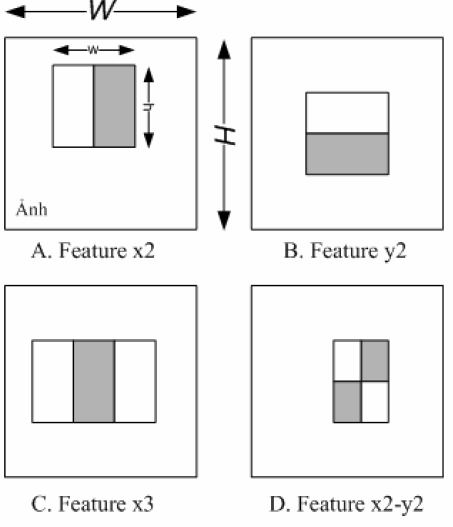 W
w
h
H
Ảnh
A. Feature x2
B. Feature y2
C. Feature x3
D. Feature x2-y2